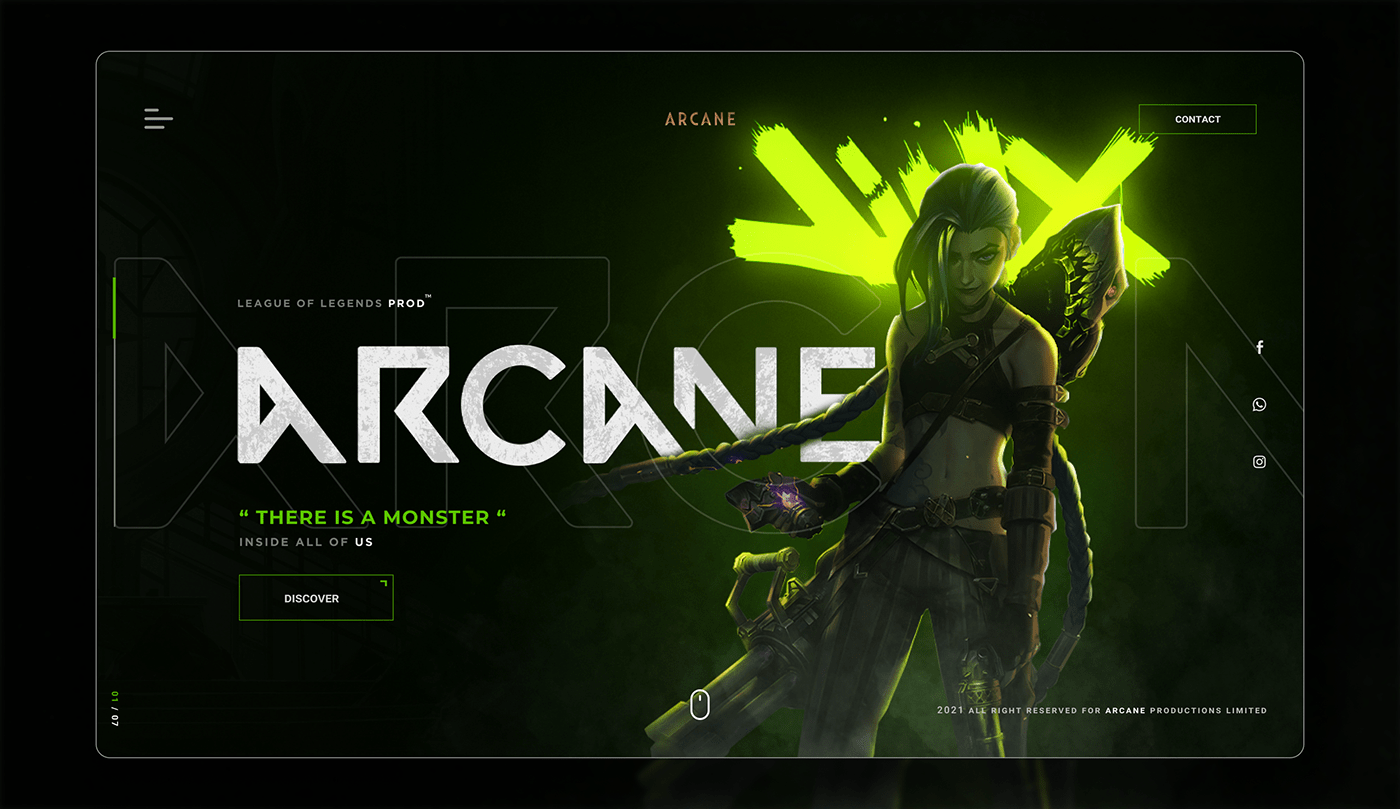 ARCANE
CONTACT
JINX
LEAGUE OF LEGENDS PROD™
ARCANE
“ THERE IS A MONSTER “
INSIDE ALL OF US
DISCOVER
01 / 07
2021 ALL RIGHT RESERVED FOR ARCANE PRODUCTIONS LIMITED
ARCAN